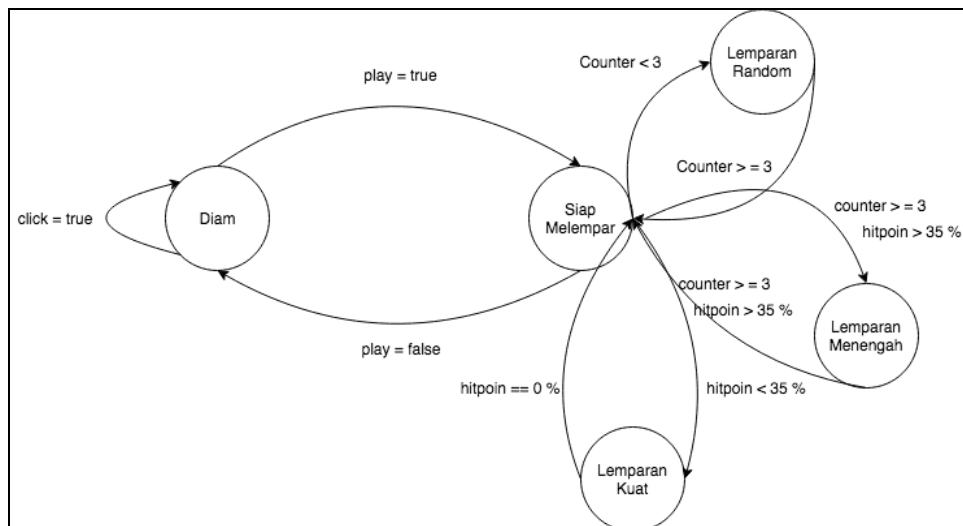 Lemparan
Random
Counter < 3
play = true
Counter > = 3
click = true
Diam
Siap
Melempar
counter > = 3
hitpoin > 35 %
counter > = 3
hitpoin > 35 %
Lemparan
Menengah
play = false
hitpoin == 0 %
hitpoin < 35 %
Lemparan
Kuat